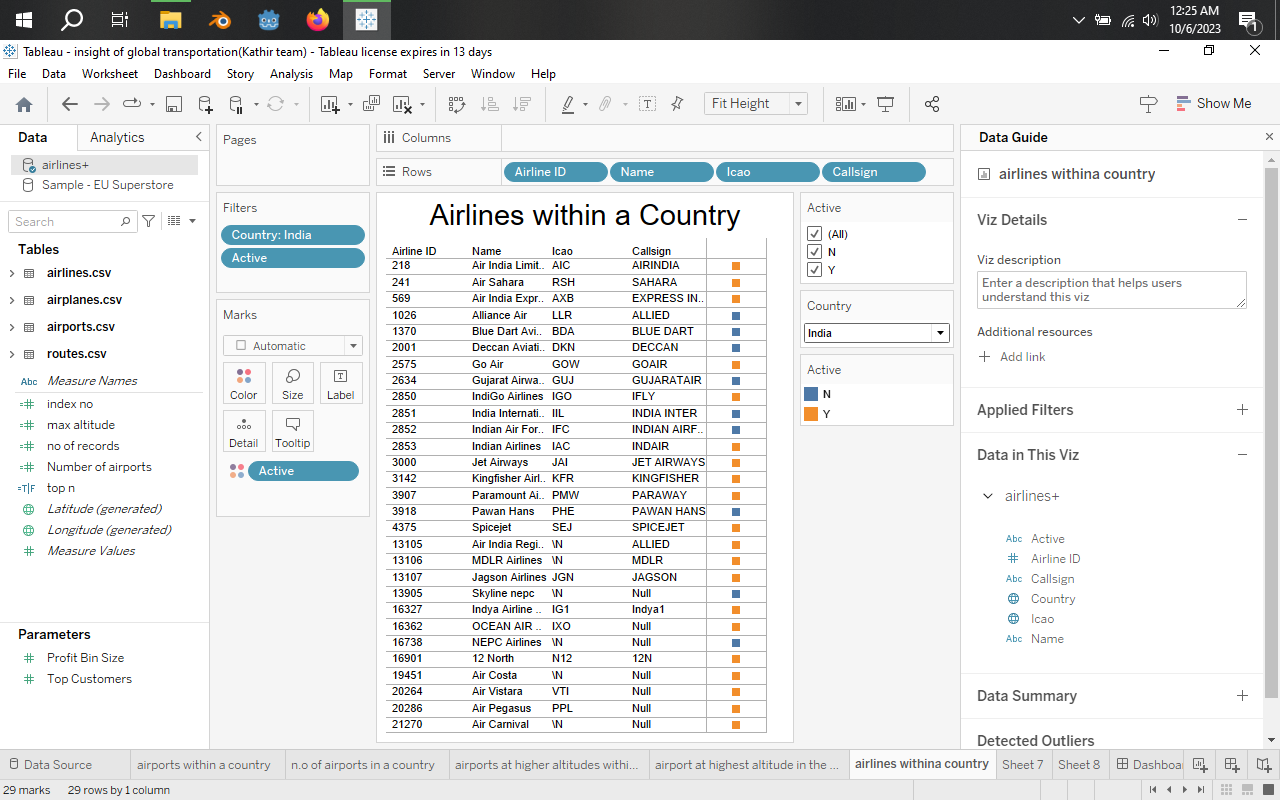 12:25 AM
10/6/2023
1
Tableau - insight of global transportation(Kathir team) - Tableau license expires in 13 days
File Data Worksheet Dashboard Story Analysis Map Format Server Window Help
Fit Height
Show Me
Data Analytics
airlines+
Sample - EU Superstore
Search
Tables
airlines.csv
airplanes.csv
airports.csv
routes.csv
Abc Measure Names
index no
max altitude
no of records
Number of airports
top n
Latitude (generated)
Longitude (generated)
Measure Values
Parameters
Profit Bin Size
Top Customers
Pages
Filters
Country: India
Active
Marks
Automatic
Color Size Label
Detail Tooltip
Active
Columns
Rows Airline ID Name Icao Callsign
Airlines within a Country
Airline ID Name Icao Callsign
218 Air India Limit.. AIC AIRINDIA
241 Air Sahara RSH SAHARA
569 Air India Expr.. AXB EXPRESS IN..
1026 Alliance Air LLR ALLIED
1370 Blue Dart Avi.. BDA BLUE DART
2001 Deccan Aviati.. DKN DECCAN
2575 Go Air GOW GOAIR
2634 Gujarat Airwa.. GUJ GUJARATAIR
2850 IndiGo Airlines IGO IFLY
2851 India Internati.. IIL INDIA INTER
2852 Indian Air For.. IFC INDIAN AIRF..
2853 Indian Airlines IAC INDAIR
3000 Jet Airways JAI JET AIRWAYS
3142 Kingfisher Airl.. KFR KINGFISHER
3907 Paramount Ai.. PMW PARAWAY
3918 Pawan Hans PHE PAWAN HANS
4375 Spicejet SEJ SPICEJET
13105 Air India Regi.. \N ALLIED
13106 MDLR Airlines \N MDLR
13107 Jagson Airlines JGN JAGSON
13905 Skyline nepc \N Null
16327 Indya Airline .. IG1 Indya1
16362 OCEAN AIR .. IXO Null
16738 NEPC Airlines \N Null
16901 12 North N12 12N
19451 Air Costa \N Null
20264 Air Vistara VTI Null
20286 Air Pegasus PPL Null
21270 Air Carnival \N Null
Active
(All)
N
Y
Country
India
Active
N
Y
Data Guide
airlines withina country
Viz Details
Viz description
Enter a description that helps users
understand this viz
Additional resources
Add link
Applied Filters
Data in This Viz
airlines+
Abc Active
Airline ID
Abc Callsign
Country
Icao
Abc Name
Data Summary
Detected Outliers
Data Source airports within a country n.o of airports in a country airports at higher altitudes withi... airport at highest altitude in the ... airlines withina country Sheet 7 Sheet 8 Dashboa
29 marks 29 rows by 1 column